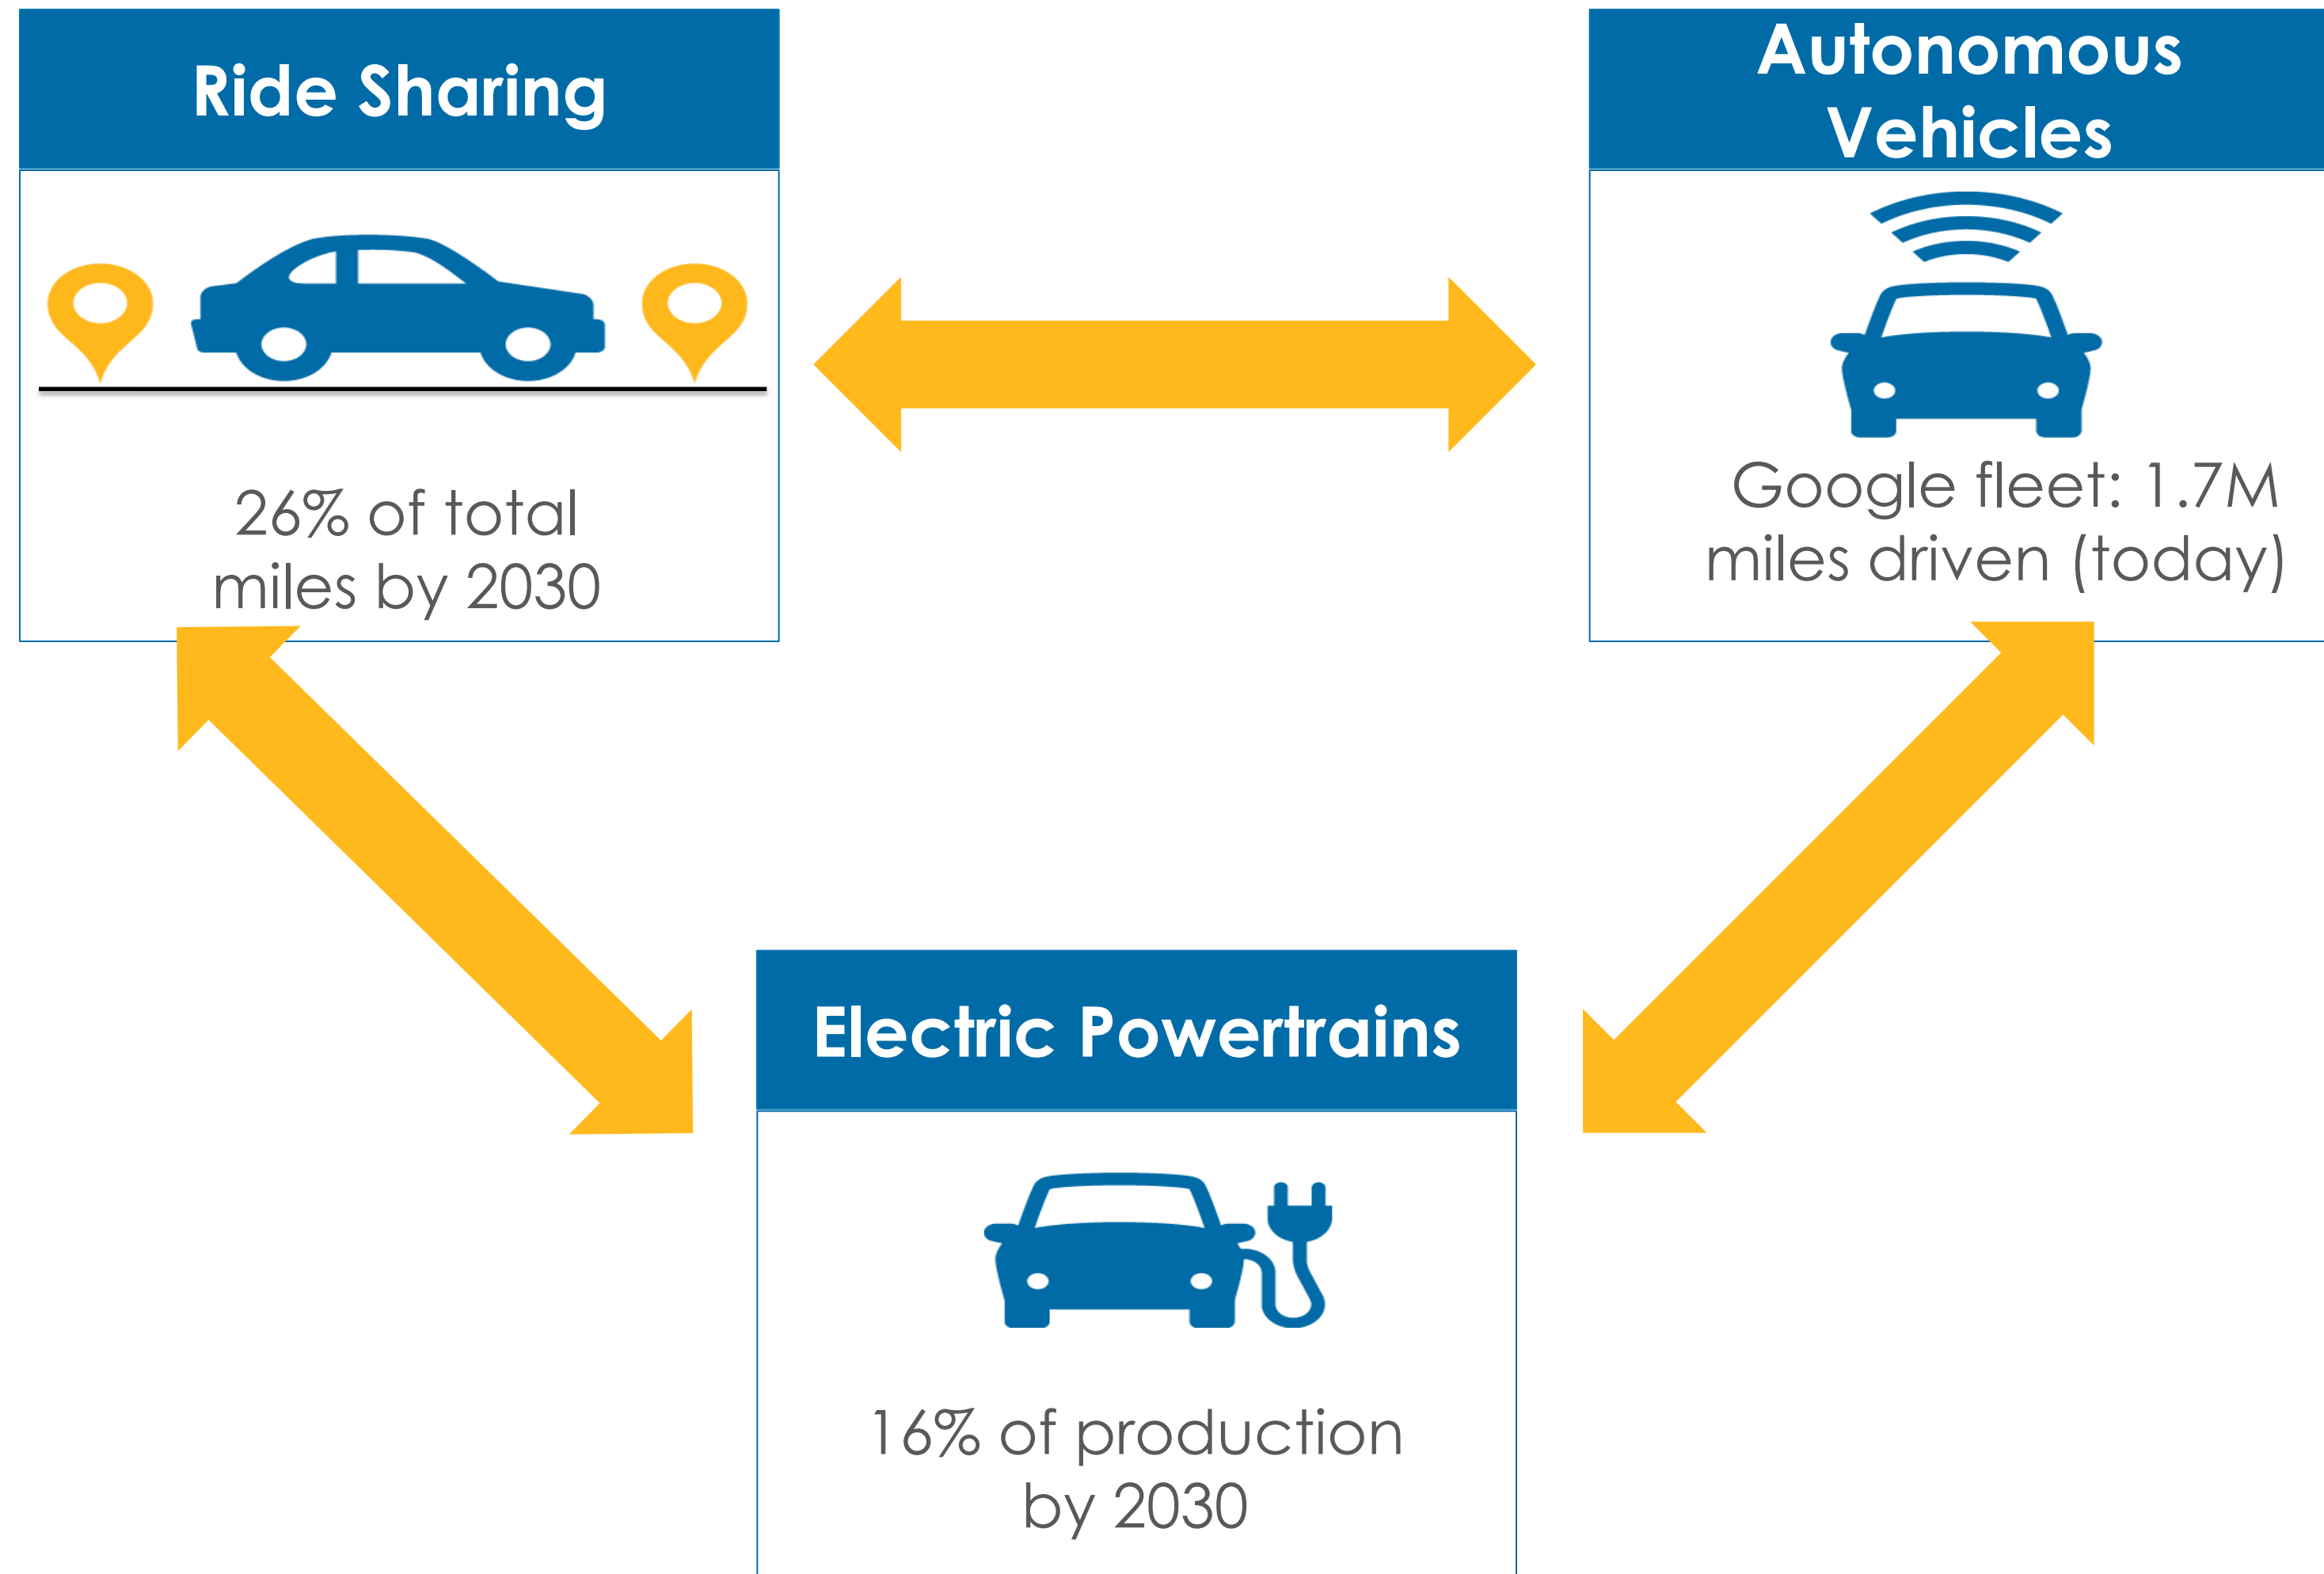 Ride Sharing
26% of total
miles by 2030
Autonomous
Vehicles
Google fleet: 1.7M
miles driven (today)
Electric Powertrains
16% of production
by 2030